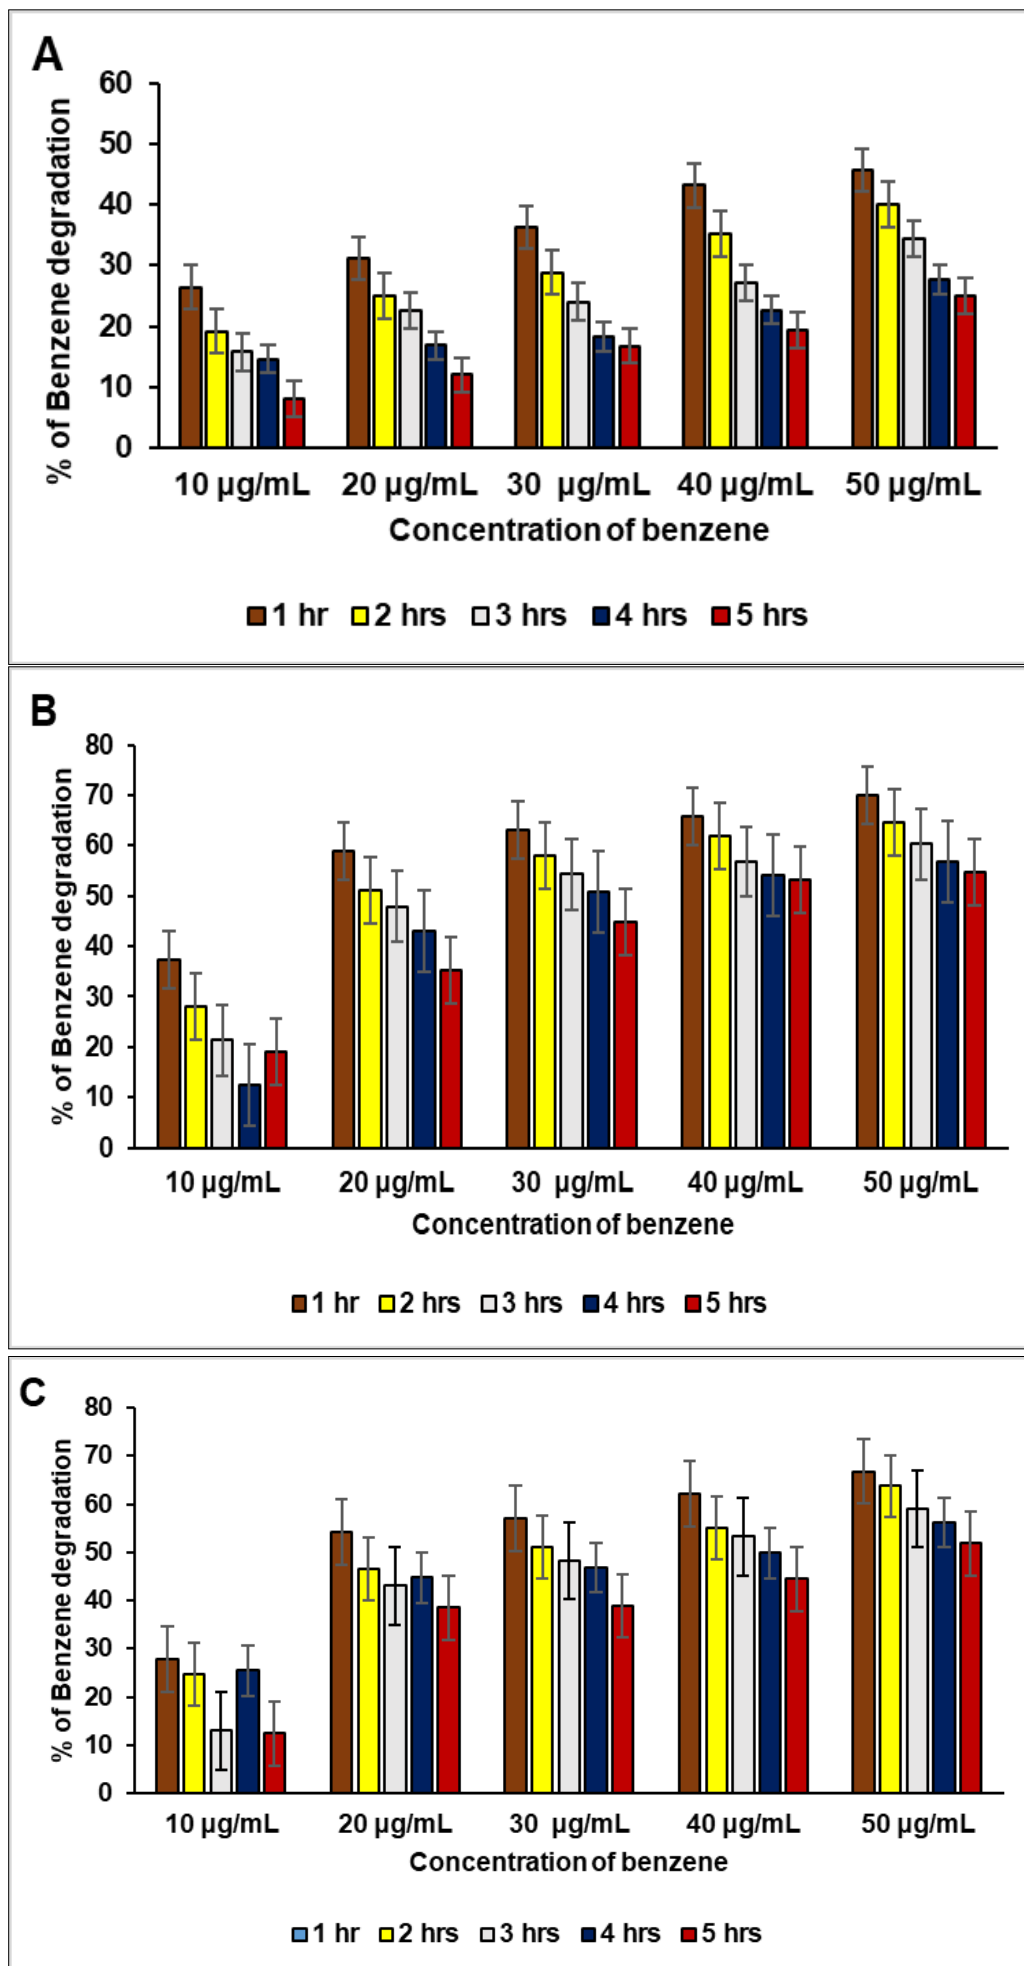 A
60
50
40
30
20
10
0
% of Benzene degradation
10 µg/mL 20 µg/mL 30 µg/mL 40 µg/mL 50 µg/mL
Concentration of benzene
1 hr 2 hrs 3 hrs 4 hrs 5 hrs
B
80
70
60
50
40
30
20
10
0
% of Benzene degradation
10 µg/mL 20 µg/mL 30 µg/mL 40 µg/mL 50 µg/mL
Concentration of benzene
1 hr 2 hrs 3 hrs 4 hrs 5 hrs
C
80
70
60
50
40
30
20
10
0
% of Benzene degradation
10 µg/mL 20 µg/mL 30 µg/mL 40 µg/mL 50 µg/mL
Concentration of benzene
1 hr 2 hrs 3 hrs 4 hrs 5 hrs